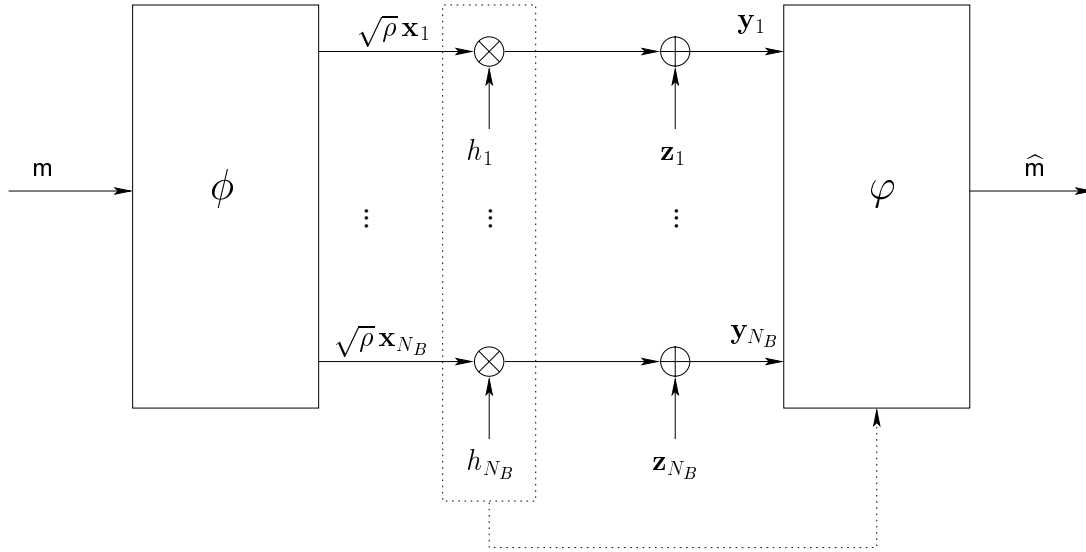 √ρ x₁
y₁
h₁
z₁
m
ϕ
φ
m̂
⋮ ⋮ ⋮
√ρ x_{N_B}
y_{N_B}
h_{N_B}
z_{N_B}